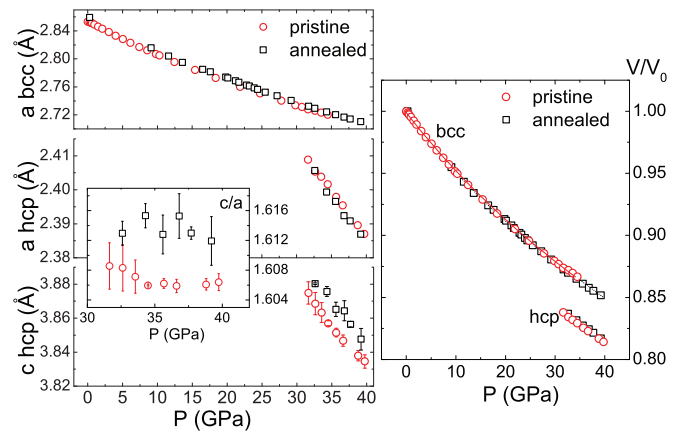 pristine
annealed
a bcc (Å)
2.84
2.80
2.76
2.72
a hcp (Å)
2.41
2.40
2.39
2.38
c/a
1.616
1.612
1.608
1.604
30
35
40
P (GPa)
c hcp (Å)
3.88
3.86
3.84
3.82
0 5 10 15 20 25 30 35 40
P (GPa)
V/V0
pristine
annealed
bcc
hcp
1.00
0.95
0.90
0.85
0.80
0 10 20 30 40
P (GPa)